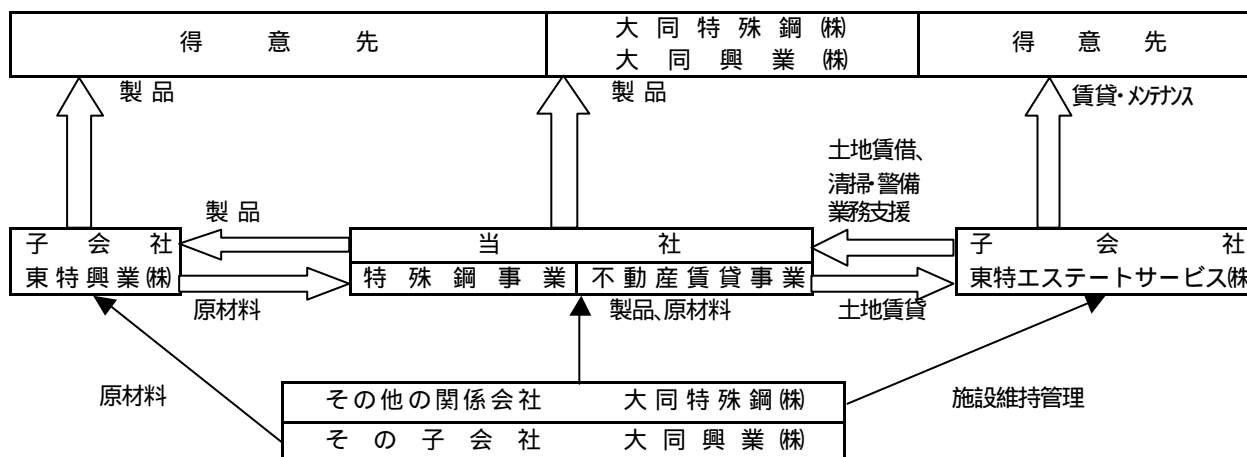 得意先
大同特殊鋼㈱
大同興業㈱
得意先
製品
製品
賃貸・メンテナンス
土地賃借、
清掃・警備
業務支援
製品
子会社
東特興業㈱
当社
特殊鋼事業
不動産賃貸事業
子会社
東特エステートサービス㈱
原材料
製品、原材料
土地賃貸
原材料
その他の関係会社 大同特殊鋼㈱
その子会社 大同興業㈱
施設維持管理